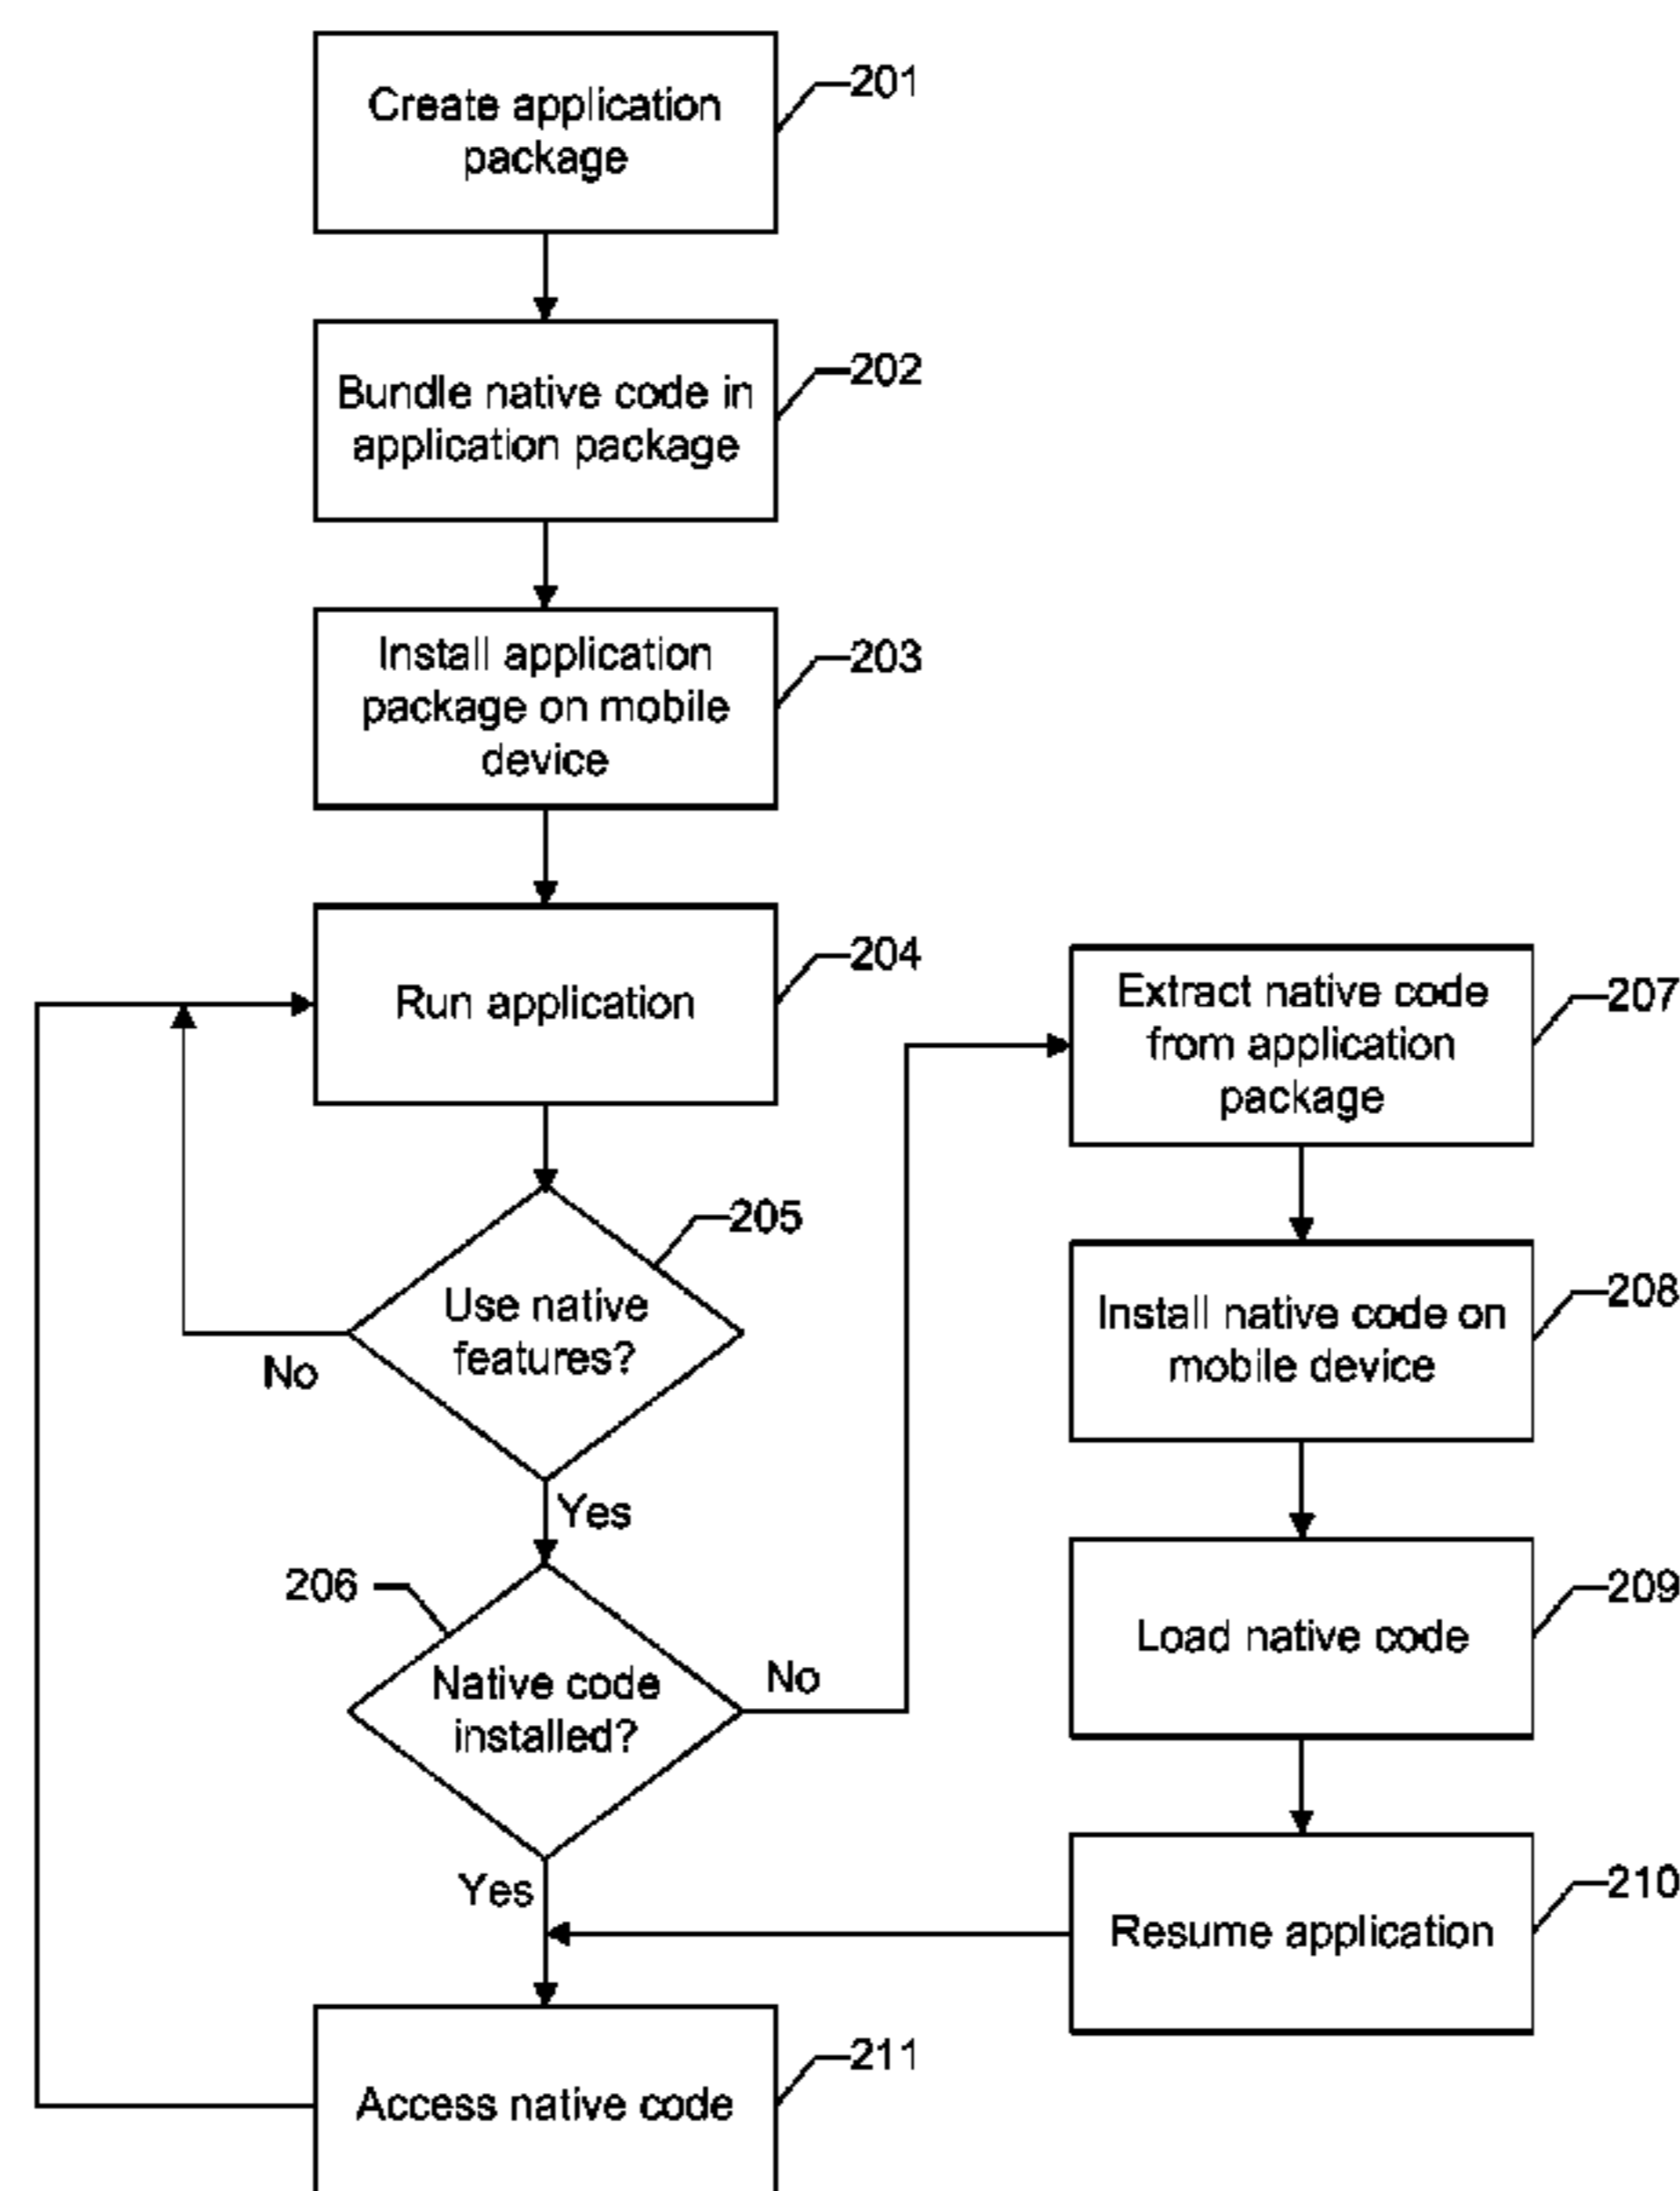 Create application
package
201
Bundle native code in
application package
202
Install application
package on mobile
device
203
Run application
204
Use native
features?
205
No
Yes
206
Native code
installed?
No
Yes
Extract native code
from application
package
207
Install native code on
mobile device
208
Load native code
209
Resume application
210
Access native code
211